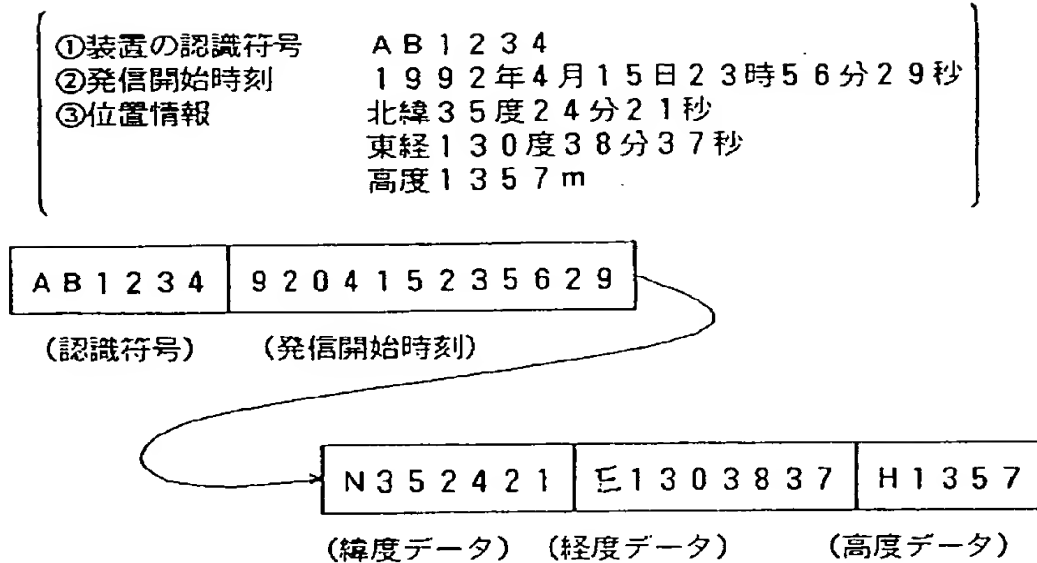 ①装置の認識符号 AB1234
②発信開始時刻 1992年4月15日23時56分29秒
③位置情報 北緯35度24分21秒
東経130度38分37秒
高度1357m
AB1234 920415235629
(認識符号) (発信開始時刻)
N352421 E1303837 H1357
(緯度データ) (経度データ) (高度データ)